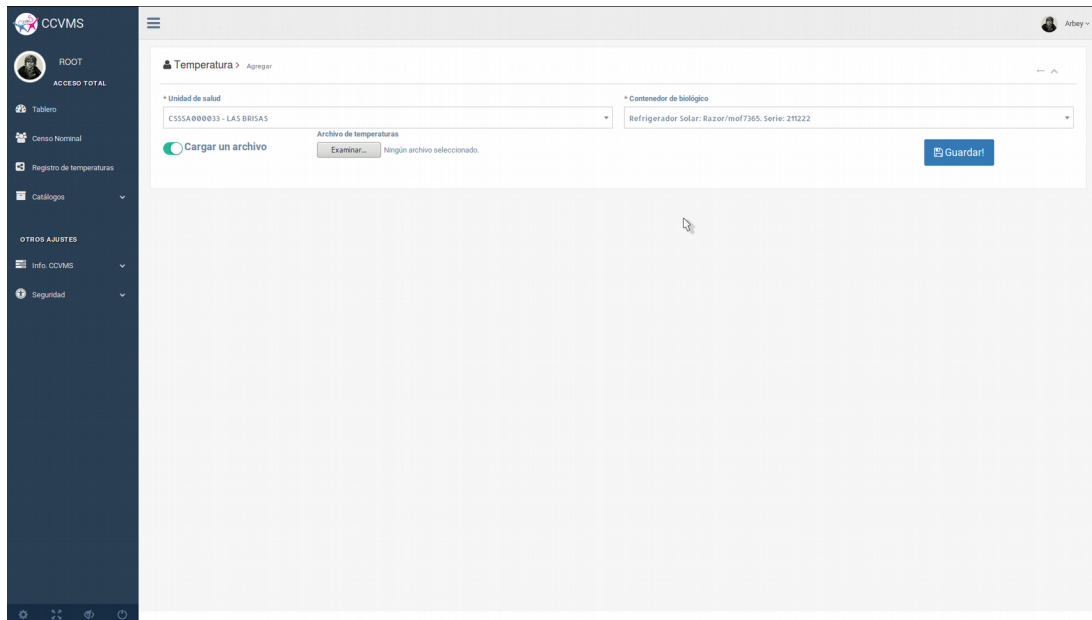 CCVMS
Arbey
ROOT
ACCESO TOTAL
Temperatura > Agregar
* Unidad de salud
* Contenedor de biológico
CSSSA000033 - LAS BRISAS
Refrigerador Solar: Razor/mof7365. Serie: 211222
Cargar un archivo
Archivo de temperaturas
Examinar... Ningún archivo seleccionado.
Guardar!
Tablero
Censo Nominal
Registro de temperaturas
Catálogos
OTROS AJUSTES
Info. CCVMS
Seguridad